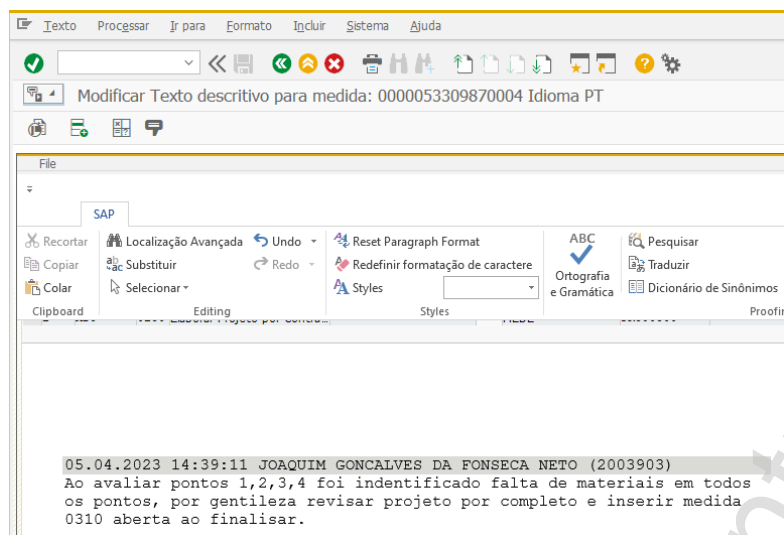 Texto Processar Ir para Eormato Incluir Sistema Ajuda
Modificar Texto descritivo para medida: 0000053309870004 Idioma PT
File
SAP
Recortar Localização Avançada Undo Reset Paragraph Format ABC Pesquisar
Copiar Substituir Redo Redefinir formatação de caractere Traduzir
Colar Selecionar Styles Ortografia e Gramática Dicionário de Sinônimos
Clipboard Editing Styles Proofin
05.04.2023 14:39:11 JOAQUIM GONCALVES DA FONSECA NETO (2003903)
Ao avaliar pontos 1,2,3,4 foi indentificado falta de materiais em todos
os pontos, por gentileza revisar projeto por completo e inserir medida
0310 aberta ao finalisar.